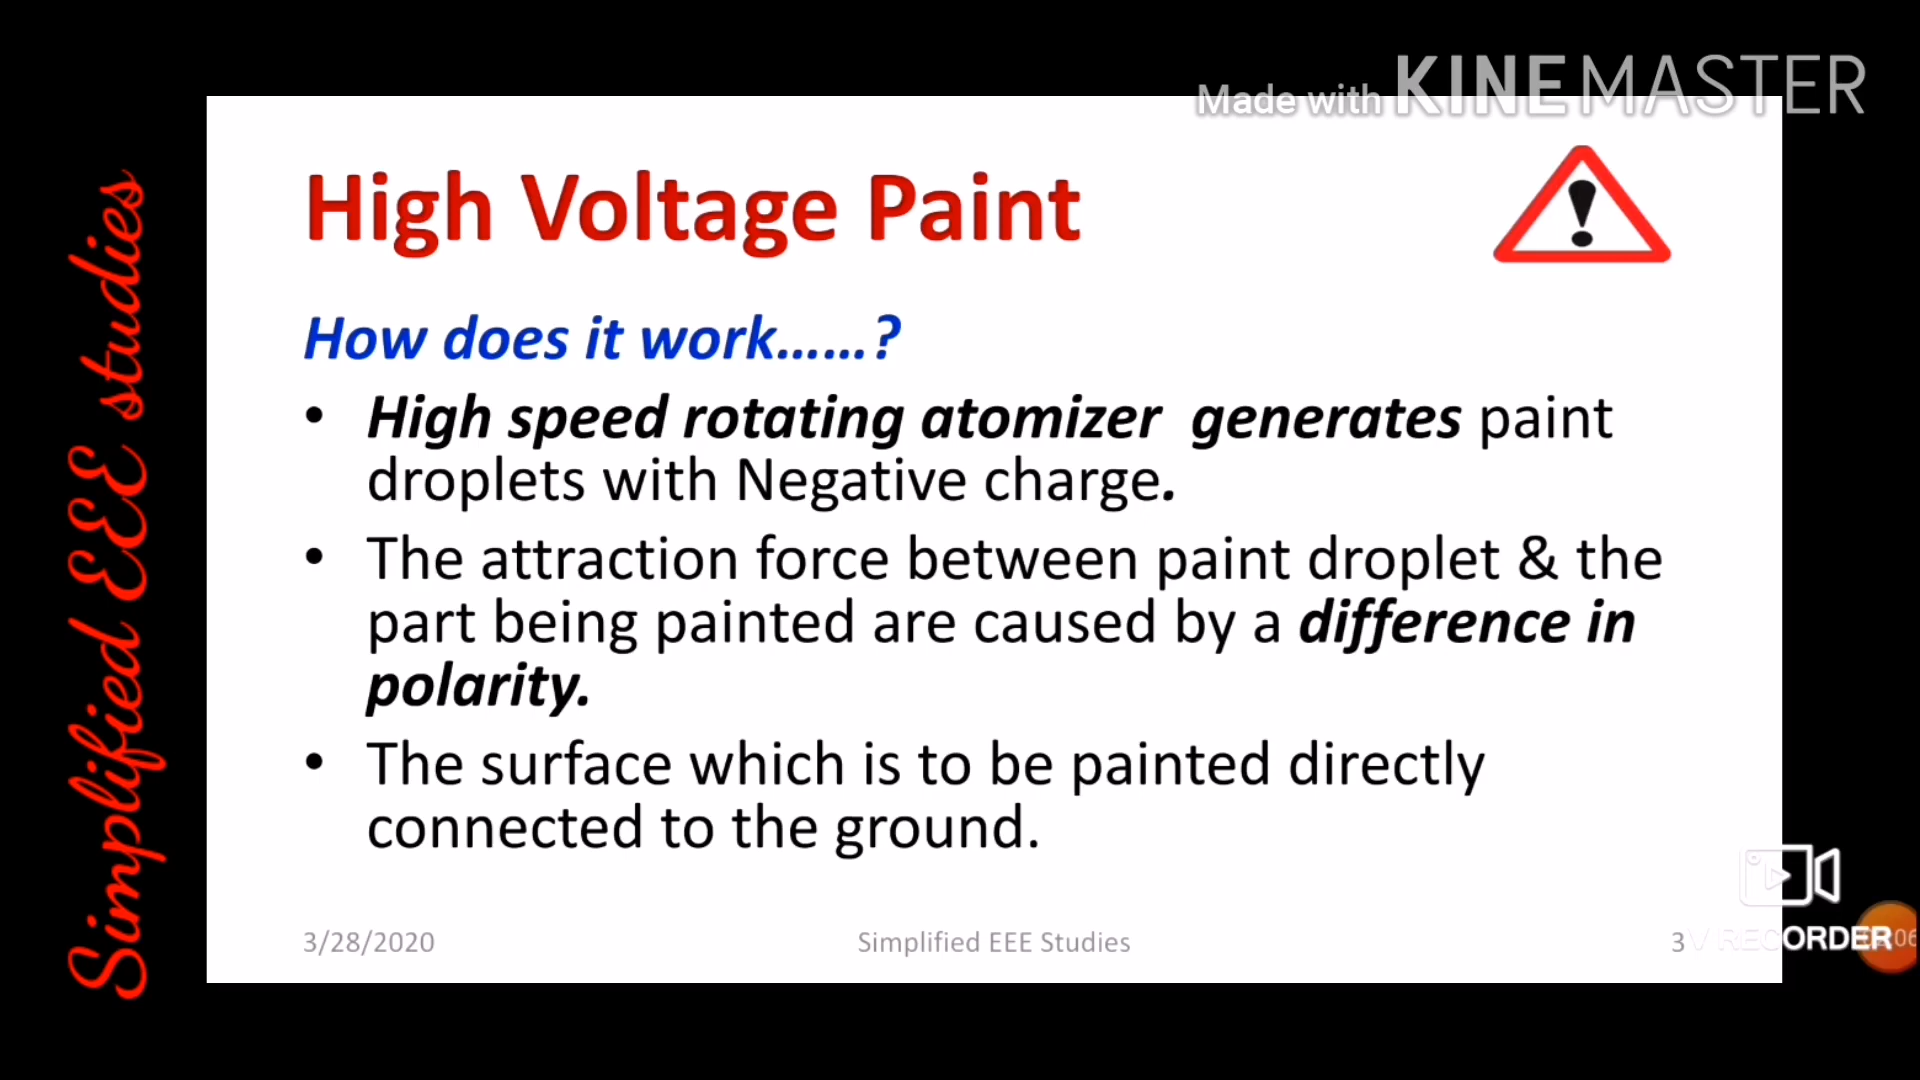 Made with KINEMASTER
Simplified EEE studies
High Voltage Paint
How does it work......?
• High speed rotating atomizer generates paint
droplets with Negative charge.
• The attraction force between paint droplet & the
part being painted are caused by a difference in
polarity.
• The surface which is to be painted directly
connected to the ground.
3/28/2020
Simplified EEE Studies
3
V RECORDER